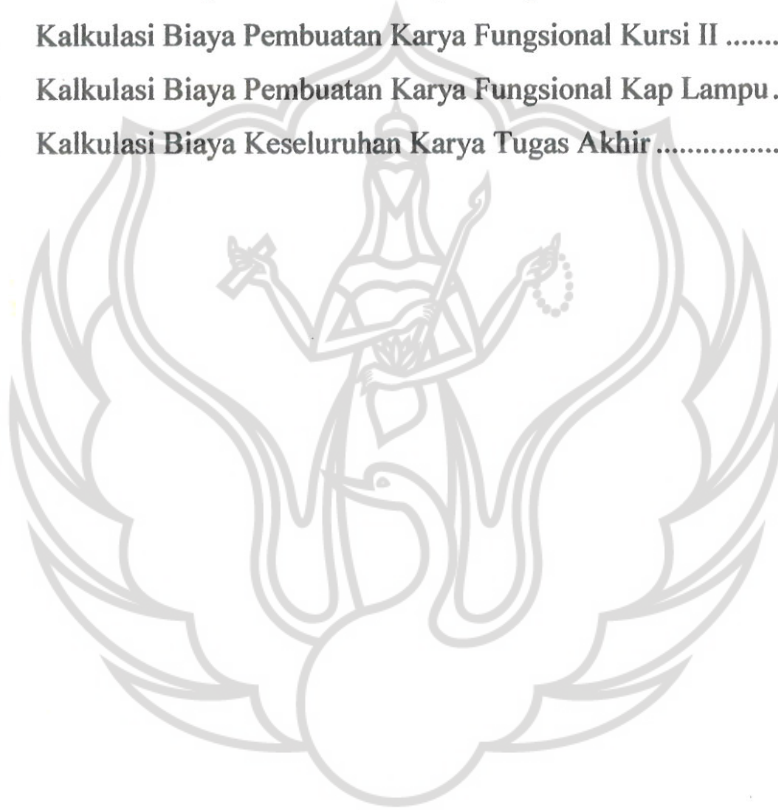 Kalkulasi Biaya Pembuatan Karya Fungsional Kursi II ........
Kalkulasi Biaya Pembuatan Karya Fungsional Kap Lampu.
Kalkulasi Biaya Keseluruhan Karya Tugas Akhir.................